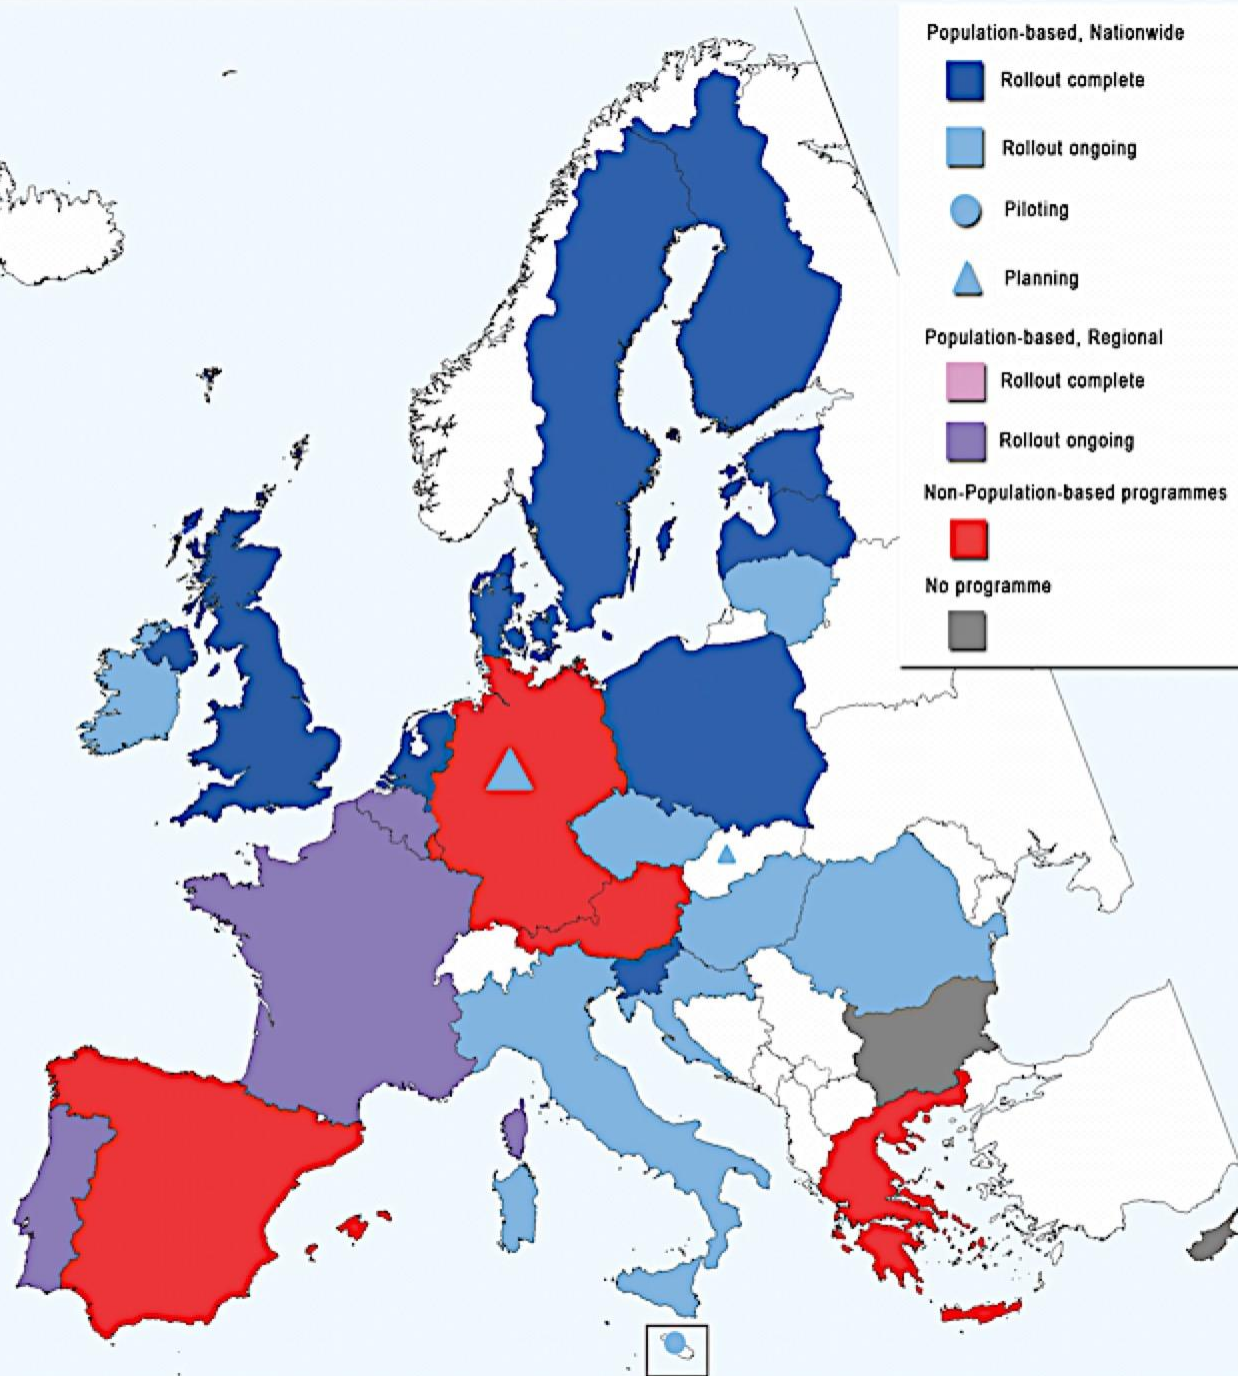 Population-based, Nationwide
Rollout complete
Rollout ongoing
Piloting
Planning
Population-based, Regional
Rollout complete
Rollout ongoing
Non-Population-based programmes
No programme